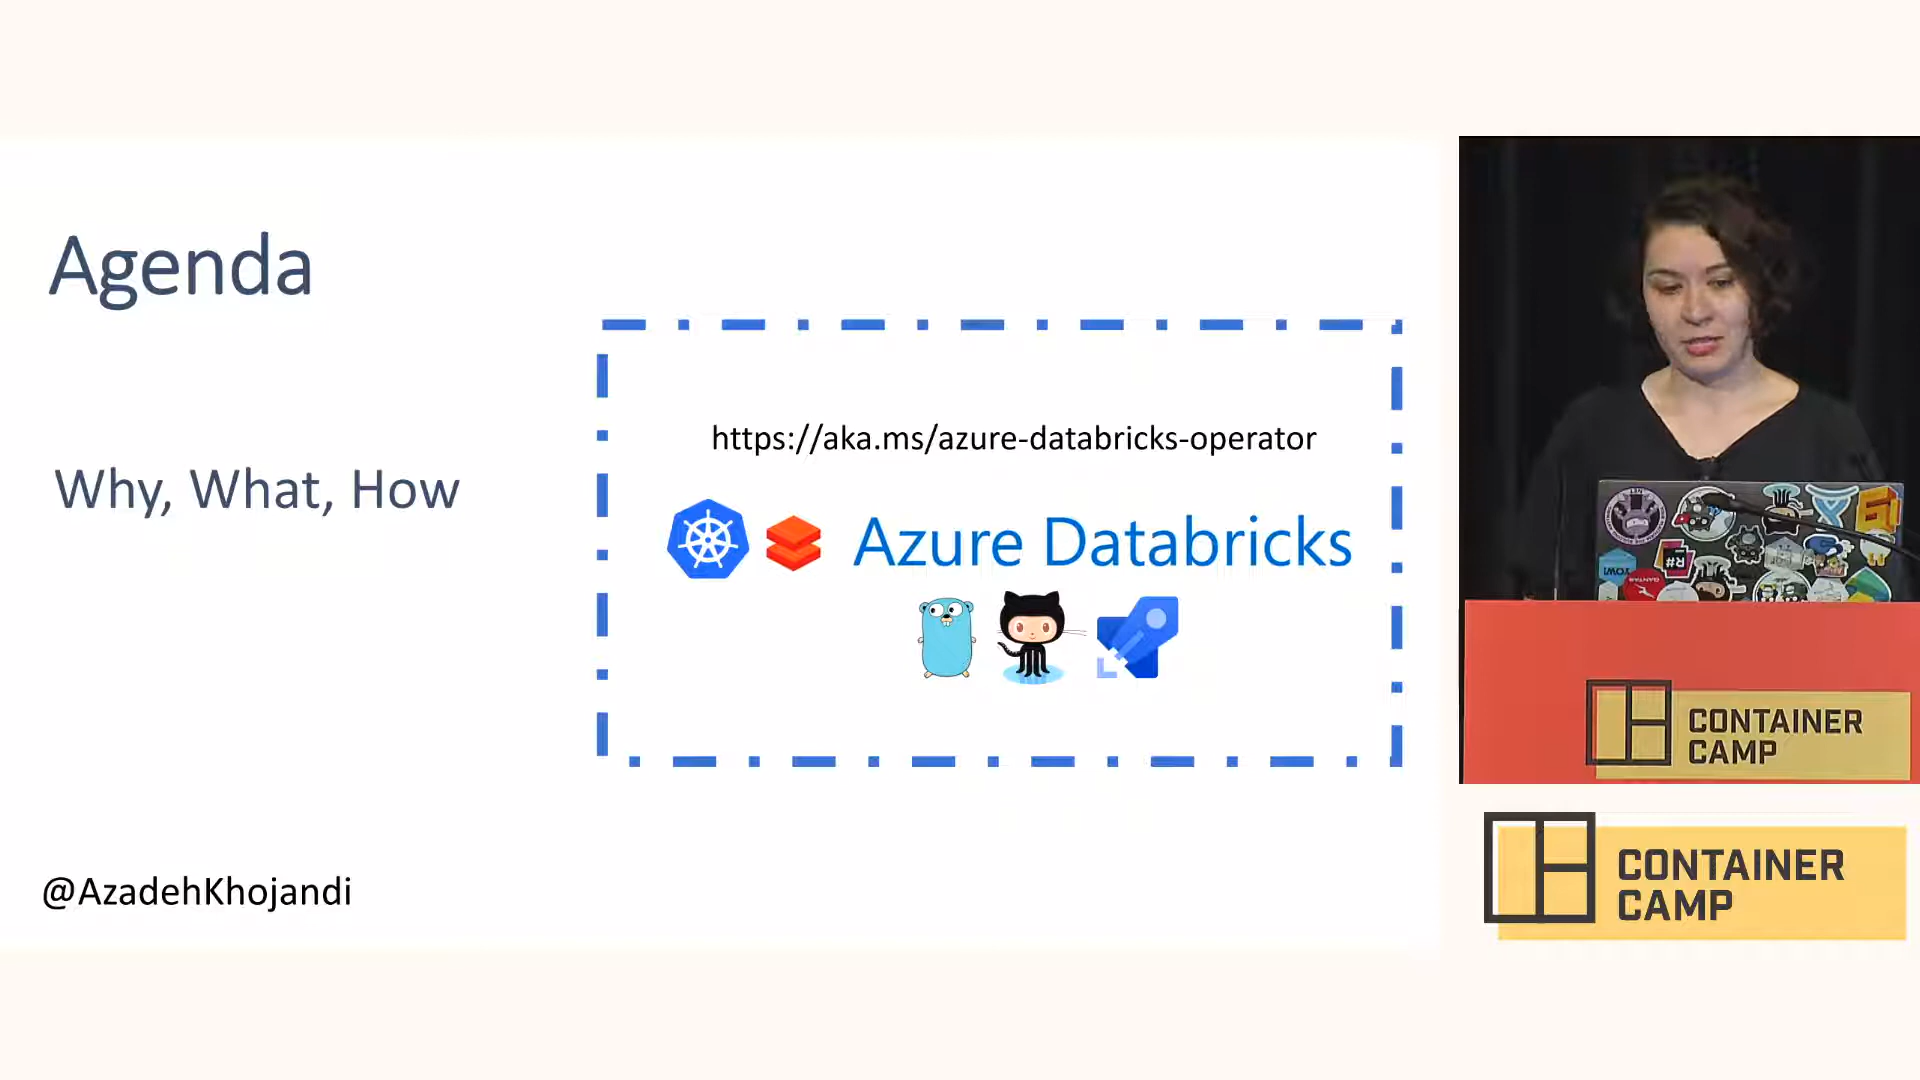 Agenda
Why, What, How
https://aka.ms/azure-databricks-operator
Azure Databricks
@AzadehKhojandi
CONTAINER
CAMP
CONTAINER
CAMP